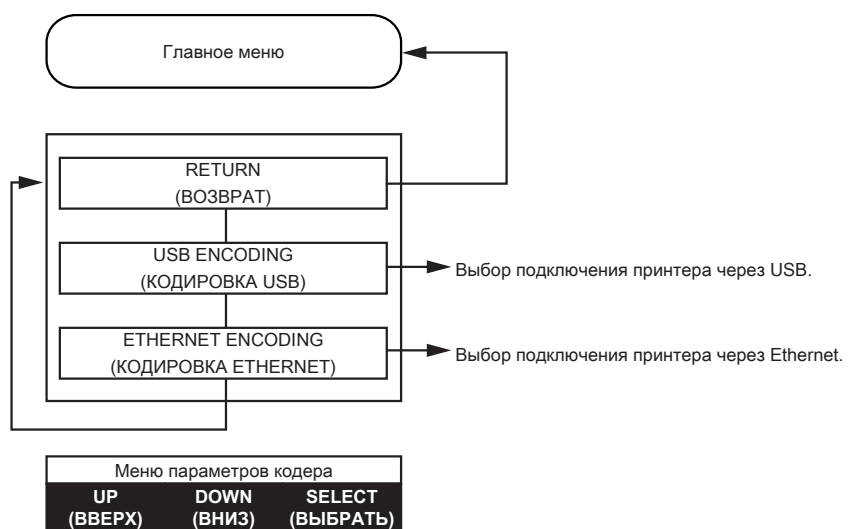 Главное меню
RETURN
(ВОЗВРАТ)
USB ENCODING
(КОДИРОВКА USB)
Выбор подключения принтера через USB.
ETHERNET ENCODING
(КОДИРОВКА ETHERNET)
Выбор подключения принтера через Ethernet.
Меню параметров кодера
UP DOWN SELECT
(ВВЕРХ) (ВНИЗ) (ВЫБРАТЬ)